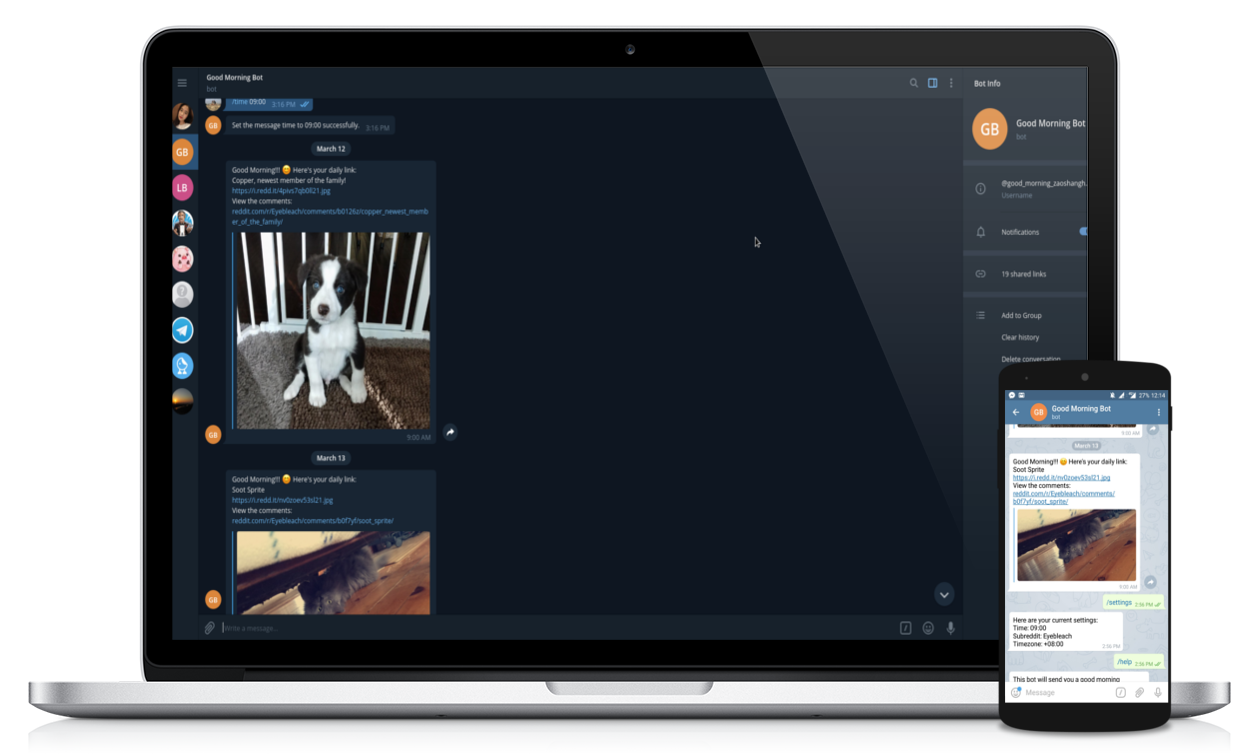 Good Morning Bot
bot
/time 09:00 3:16 PM
GB
Set the message time to 09:00 successfully. 3:16 PM
March 12
Good Morning!!! 😊 Here's your daily link:
Copper, newest member of the family!
https://i.redd.it/4pivs7qb0ll21.jpg
View the comments:
reddit.com/r/Eyebleach/comments/b0126z/copper_newest_memb
er_of_the_family/
GB
9:00 AM
March 13
Good Morning!!! 😊 Here's your daily link:
Soot Sprite
https://i.redd.it/nv0zoev53sl21.jpg
View the comments:
reddit.com/r/Eyebleach/comments/b0f7yf/soot_sprite/
GB
Write a message...
GB
LB
Bot Info
GB
Good Morning Bot
bot
@good_morning_zaoshangh.
Username
Notifications
19 shared links
Add to Group
Clear history
Delete conversation
27% 12:14
GB
Good Morning Bot
bot
9:00 AM
March 13
Good Morning!!! 😊 Here's your daily link:
Soot Sprite
https://i.redd.it/nv0zoev53sl21.jpg
View the comments:
reddit.com/r/Eyebleach/comments/
b0f7yf/soot_sprite/
9:00 AM
/settings 2:56 PM
Here are your current settings:
Time: 09:00
Subreddit: Eyebleach
Timezone: +08:00
2:56 PM
/help 2:56 PM
This bot will send you a good morning
Message